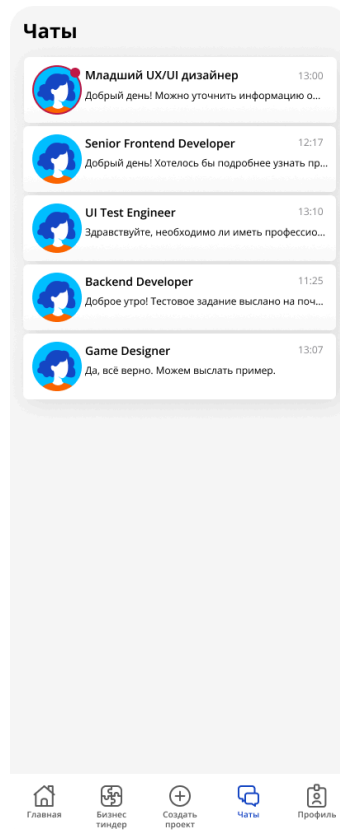 Чаты
Младший UX/UI дизайнер 13:00
Добрый день! Можно уточнить информацию о...
Senior Frontend Developer 12:17
Добрый день! Хотелось бы подробнее узнать пр...
UI Test Engineer 13:10
Здравствуйте, необходимо ли иметь профессио...
Backend Developer 11:25
Доброе утро! Тестовое задание выслано на поч...
Game Designer 13:07
Да, всё верно. Можем выслать пример.
Главная Бизнес Создать Чаты Профиль
тиндер проект